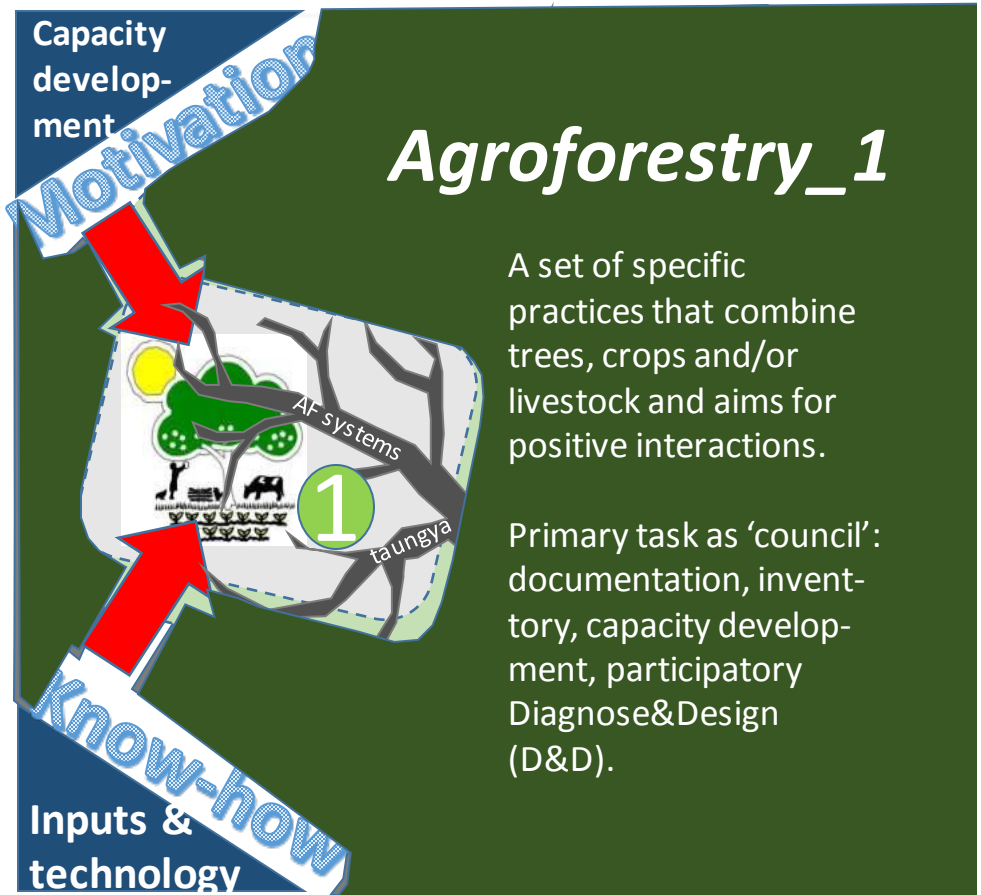 Capacity
develop-
ment
Motivation
Agroforestry_1
A set of specific
practices that combine
trees, crops and/or
livestock and aims for
positive interactions.
Primary task as ‘council’:
documentation, inven-
tory, capacity develop-
ment, participatory
Diagnose&Design
(D&D).
AF systems
1
taungya
Know-how
Inputs &
technology